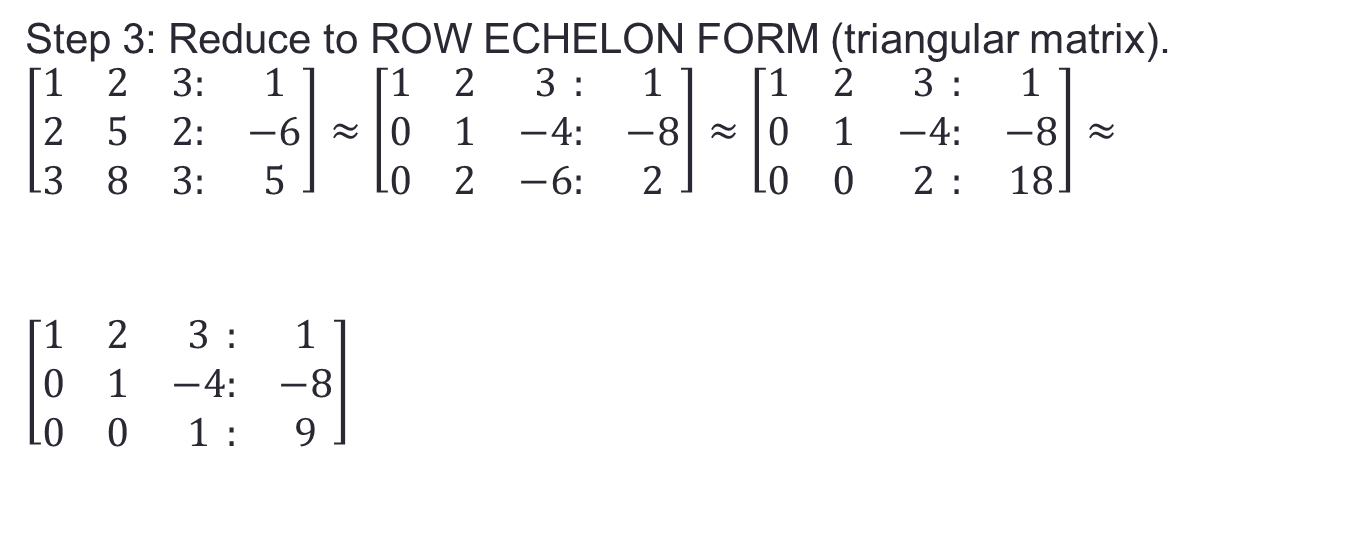 Step 3: Reduce to ROW ECHELON FORM (triangular matrix).
[1 2 3: 1] [1 2 3 : 1] [1 2 3 : 1]
[2 5 2: −6] ≈ [0 1 −4: −8] ≈ [0 1 −4: −8] ≈
[3 8 3: 5] [0 2 −6: 2] [0 0 2 : 18]
[1 2 3 : 1]
[0 1 −4: −8]
[0 0 1 : 9]